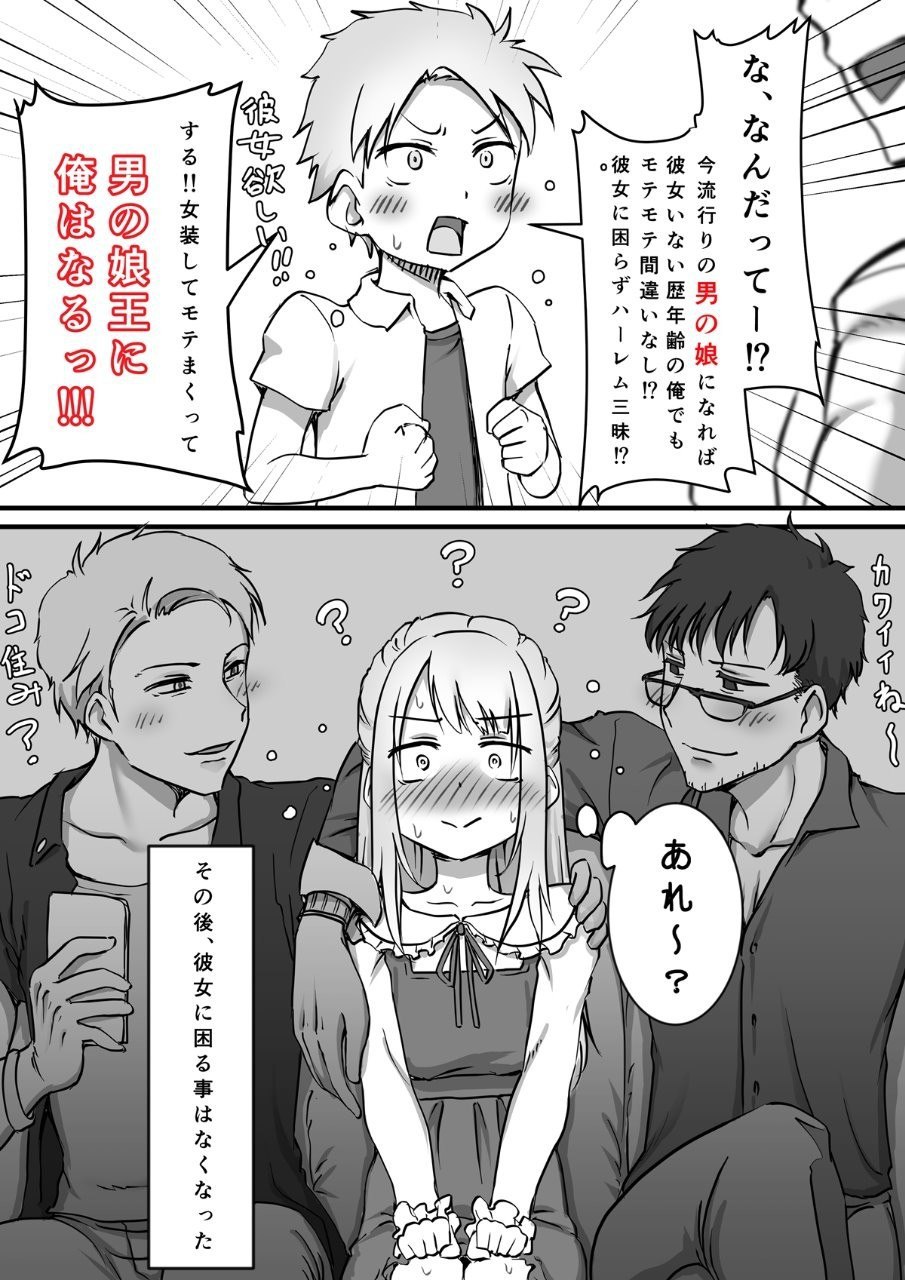 な、なんだってー!?
今流行りの男の娘になれば
彼女いない歴年齢の俺でも
モテモテ間違いなし!?
彼女に困らずハーレム三昧!?
。
彼女欲しい!!
する!!女装してモテまくって
男の娘王に
俺はなるっ!!!
カワイイね～
?
?
?
ドコ住み?
あれ～?
その後、彼女に困る事はなくなった